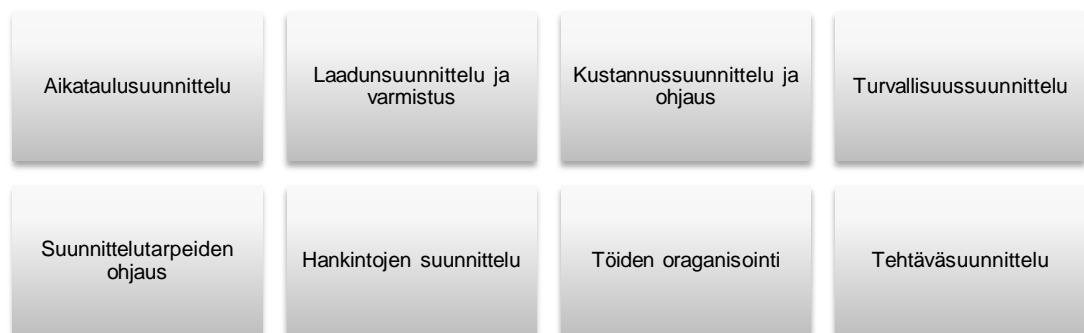 Aikataulusuunnittelu
Laadunsuunnittelu ja
varmistus
Kustannussuunnittelu ja
ohjaus
Turvallisuussuunnittelu
Suunnittelutarpeiden
ohjaus
Hankintojen suunnittelu
Töiden oraganisointi
Tehtäväsuunnittelu